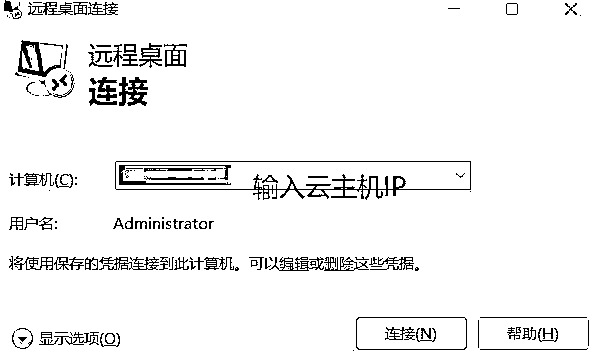 远程桌面连接
远程桌面
连接
计算机(C):
输入云主机IP
用户名: Administrator
将使用保存的凭据连接到此计算机。可以编辑或删除这些凭据。
显示选项(O) 连接(N) 帮助(H)